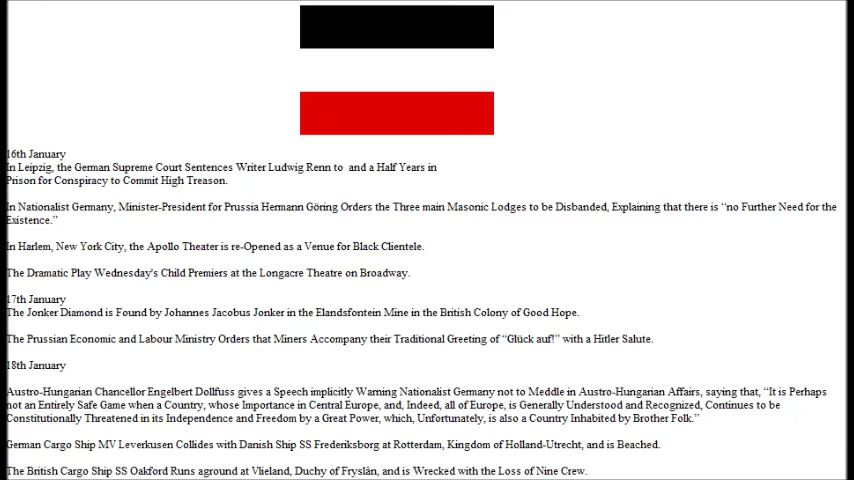 16th January
In Leipzig, the German Supreme Court Sentences Writer Ludwig Renn to  and a Half Years in
Prison for Conspiracy to Commit High Treason.
In Nationalist Germany, Minister-President for Prussia Hermann Göring Orders the Three main Masonic Lodges to be Disbanded, Explaining that there is “no Further Need for the
Existence.”
In Harlem, New York City, the Apollo Theater is re-Opened as a Venue for Black Clientele.
The Dramatic Play Wednesday's Child Premiers at the Longacre Theatre on Broadway.
17th January
The Jonker Diamond is Found by Johannes Jacobus Jonker in the Elandsfontein Mine in the British Colony of Good Hope.
The Prussian Economic and Labour Ministry Orders that Miners Accompany their Traditional Greeting of “Glück auf!” with a Hitler Salute.
18th January
Austro-Hungarian Chancellor Engelbert Dollfuss gives a Speech implicitly Warning Nationalist Germany not to Meddle in Austro-Hungarian Affairs, saying that, “It is Perhaps
not an Entirely Safe Game when a Country, whose Importance in Central Europe, and, Indeed, all of Europe, is Generally Understood and Recognized, Continues to be
Constitutionally Threatened in its Independence and Freedom by a Great Power, which, Unfortunately, is also a Country Inhabited by Brother Folk.”
German Cargo Ship MV Leverkusen Collides with Danish Ship SS Frederiksborg at Rotterdam, Kingdom of Holland-Utrecht, and is Beached.
The British Cargo Ship SS Oakford Runs aground at Vlieland, Duchy of Fryslân, and is Wrecked with the Loss of Nine Crew.